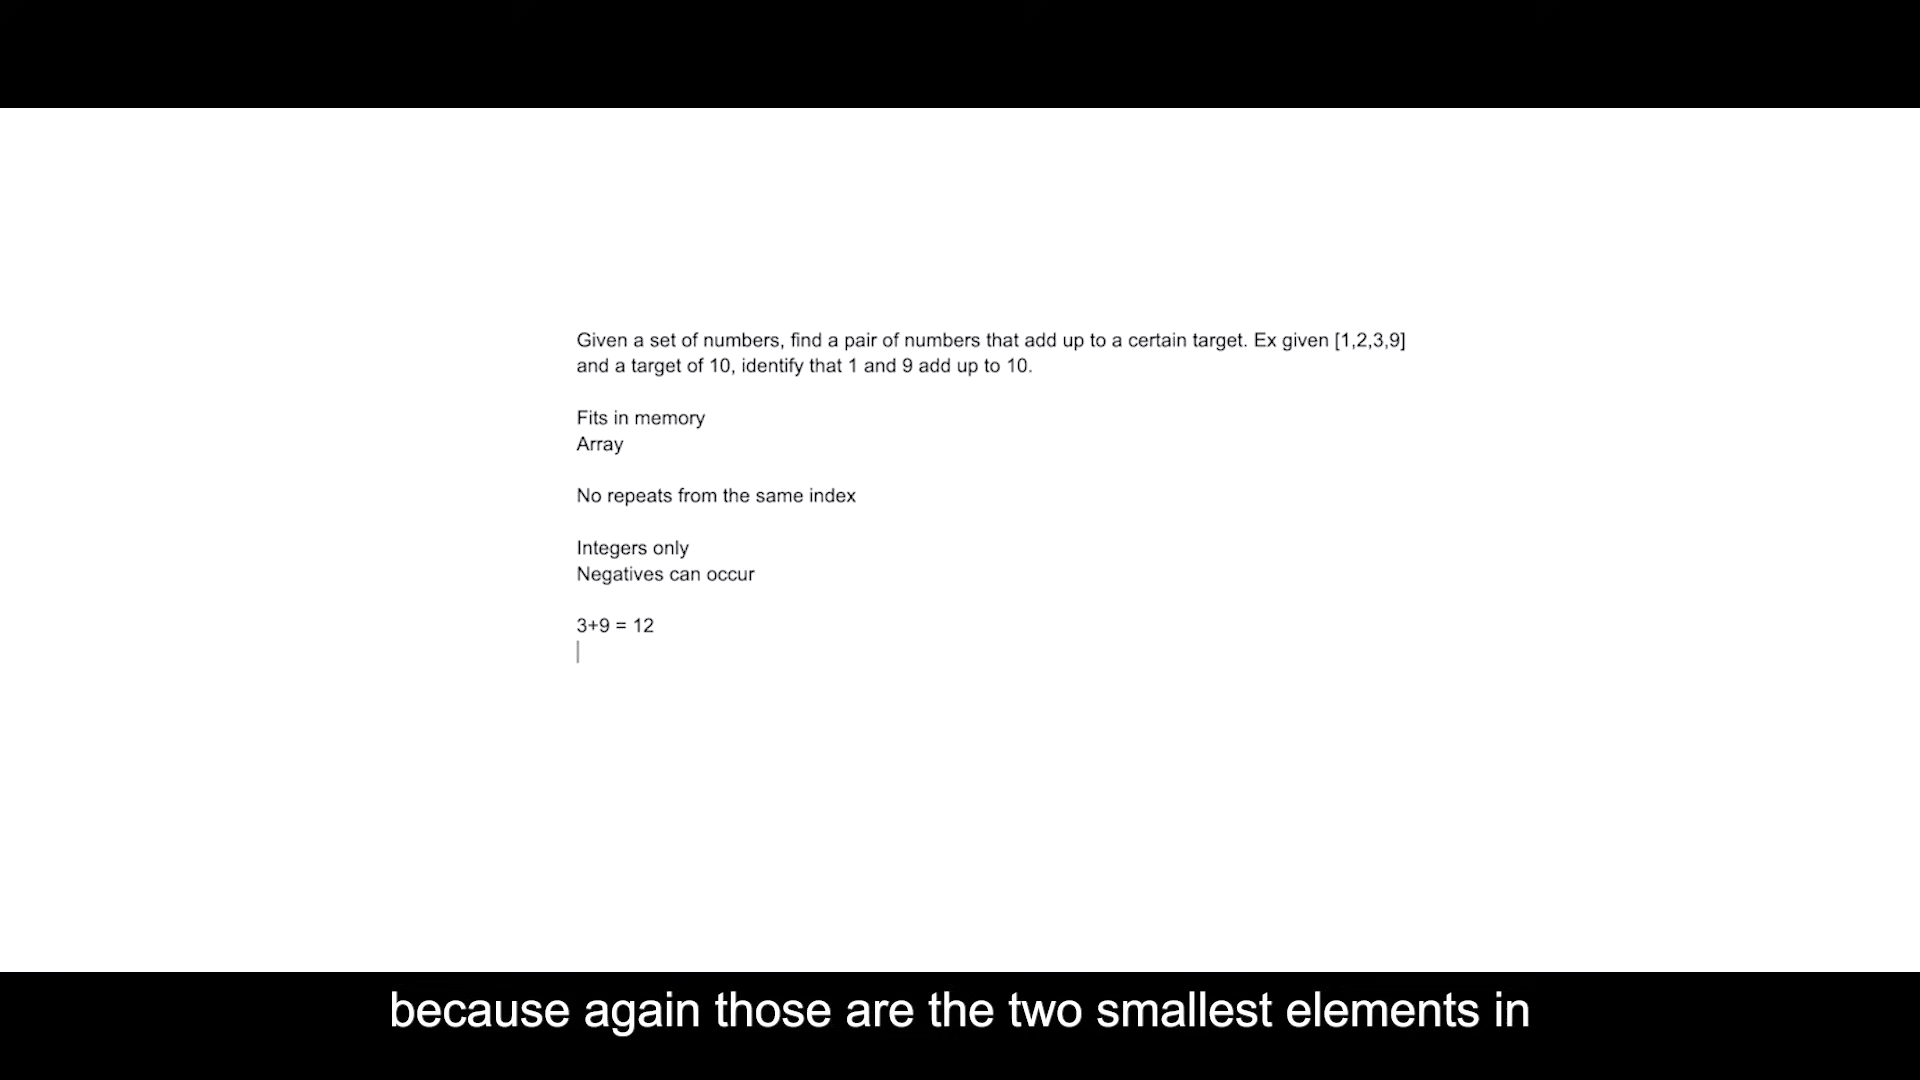 Given a set of numbers, find a pair of numbers that add up to a certain target. Ex given [1,2,3,9]
and a target of 10, identify that 1 and 9 add up to 10.
Fits in memory
Array
No repeats from the same index
Integers only
Negatives can occur
3+9 = 12
because again those are the two smallest elements in